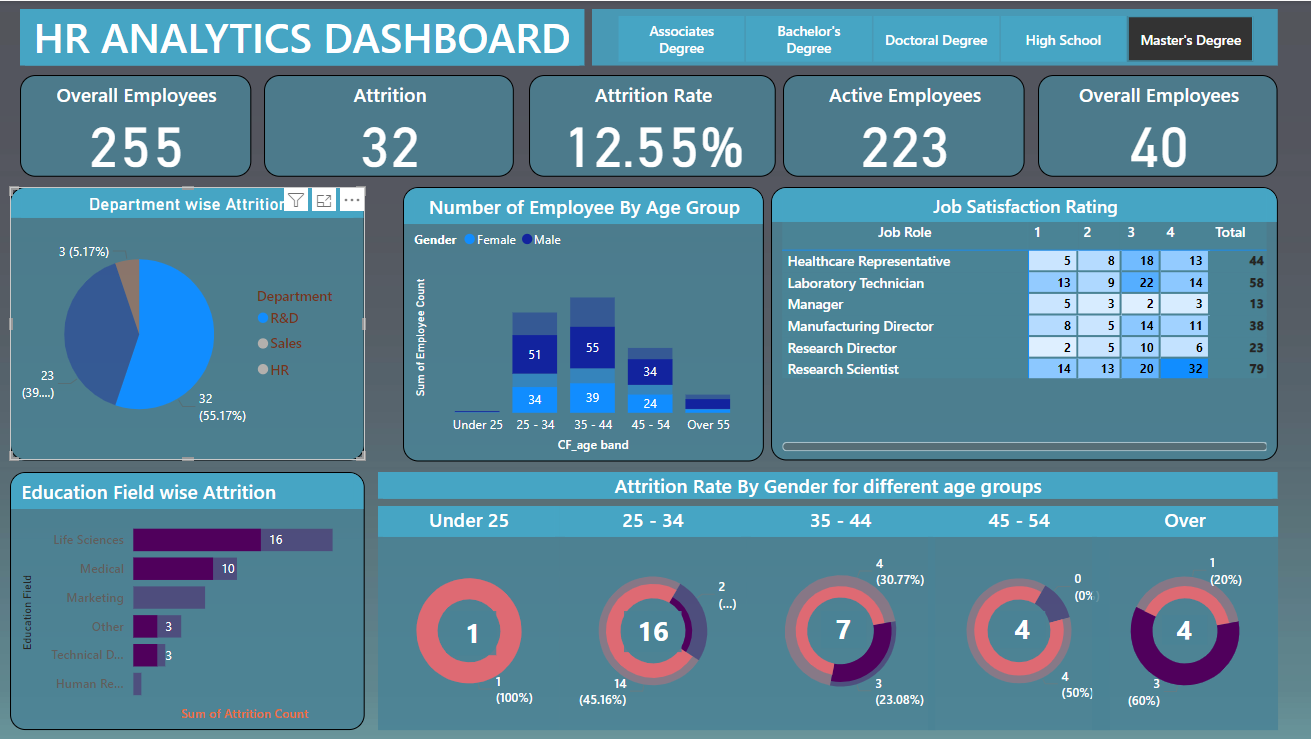 HR ANALYTICS DASHBOARD
Associates
Degree
Bachelor's
Degree
Doctoral Degree
High School
Master's Degree
Overall Employees
255
Attrition
32
Attrition Rate
12.55%
Active Employees
223
Overall Employees
40
Department wise Attrition
3 (5.17%)
23
(39....)
32
(55.17%)
Department
R&D
Sales
HR
Number of Employee By Age Group
Gender Female Male
Sum of Employee Count
51
34
55
39
34
24
Under 25 25 - 34 35 - 44 45 - 54 Over 55
CF_age band
Job Satisfaction Rating
Job Role 1 2 3 4 Total
Healthcare Representative 5 8 18 13 44
Laboratory Technician 13 9 22 14 58
Manager 5 3 2 3 13
Manufacturing Director 8 5 14 11 38
Research Director 2 5 10 6 23
Research Scientist 14 13 20 32 79
Education Field wise Attrition
Education Field
Life Sciences 16
Medical 10
Marketing
Other 3
Technical D... 3
Human Re...
Sum of Attrition Count
Attrition Rate By Gender for different age groups
Under 25
25 - 34
35 - 44
45 - 54
Over
1
1
(100%)
2
(...)
16
14
(45.16%)
4
(30.77%)
7
3
(23.08%)
0
(0%
4
4
(50%)
1
(20%)
4
3
(60%)